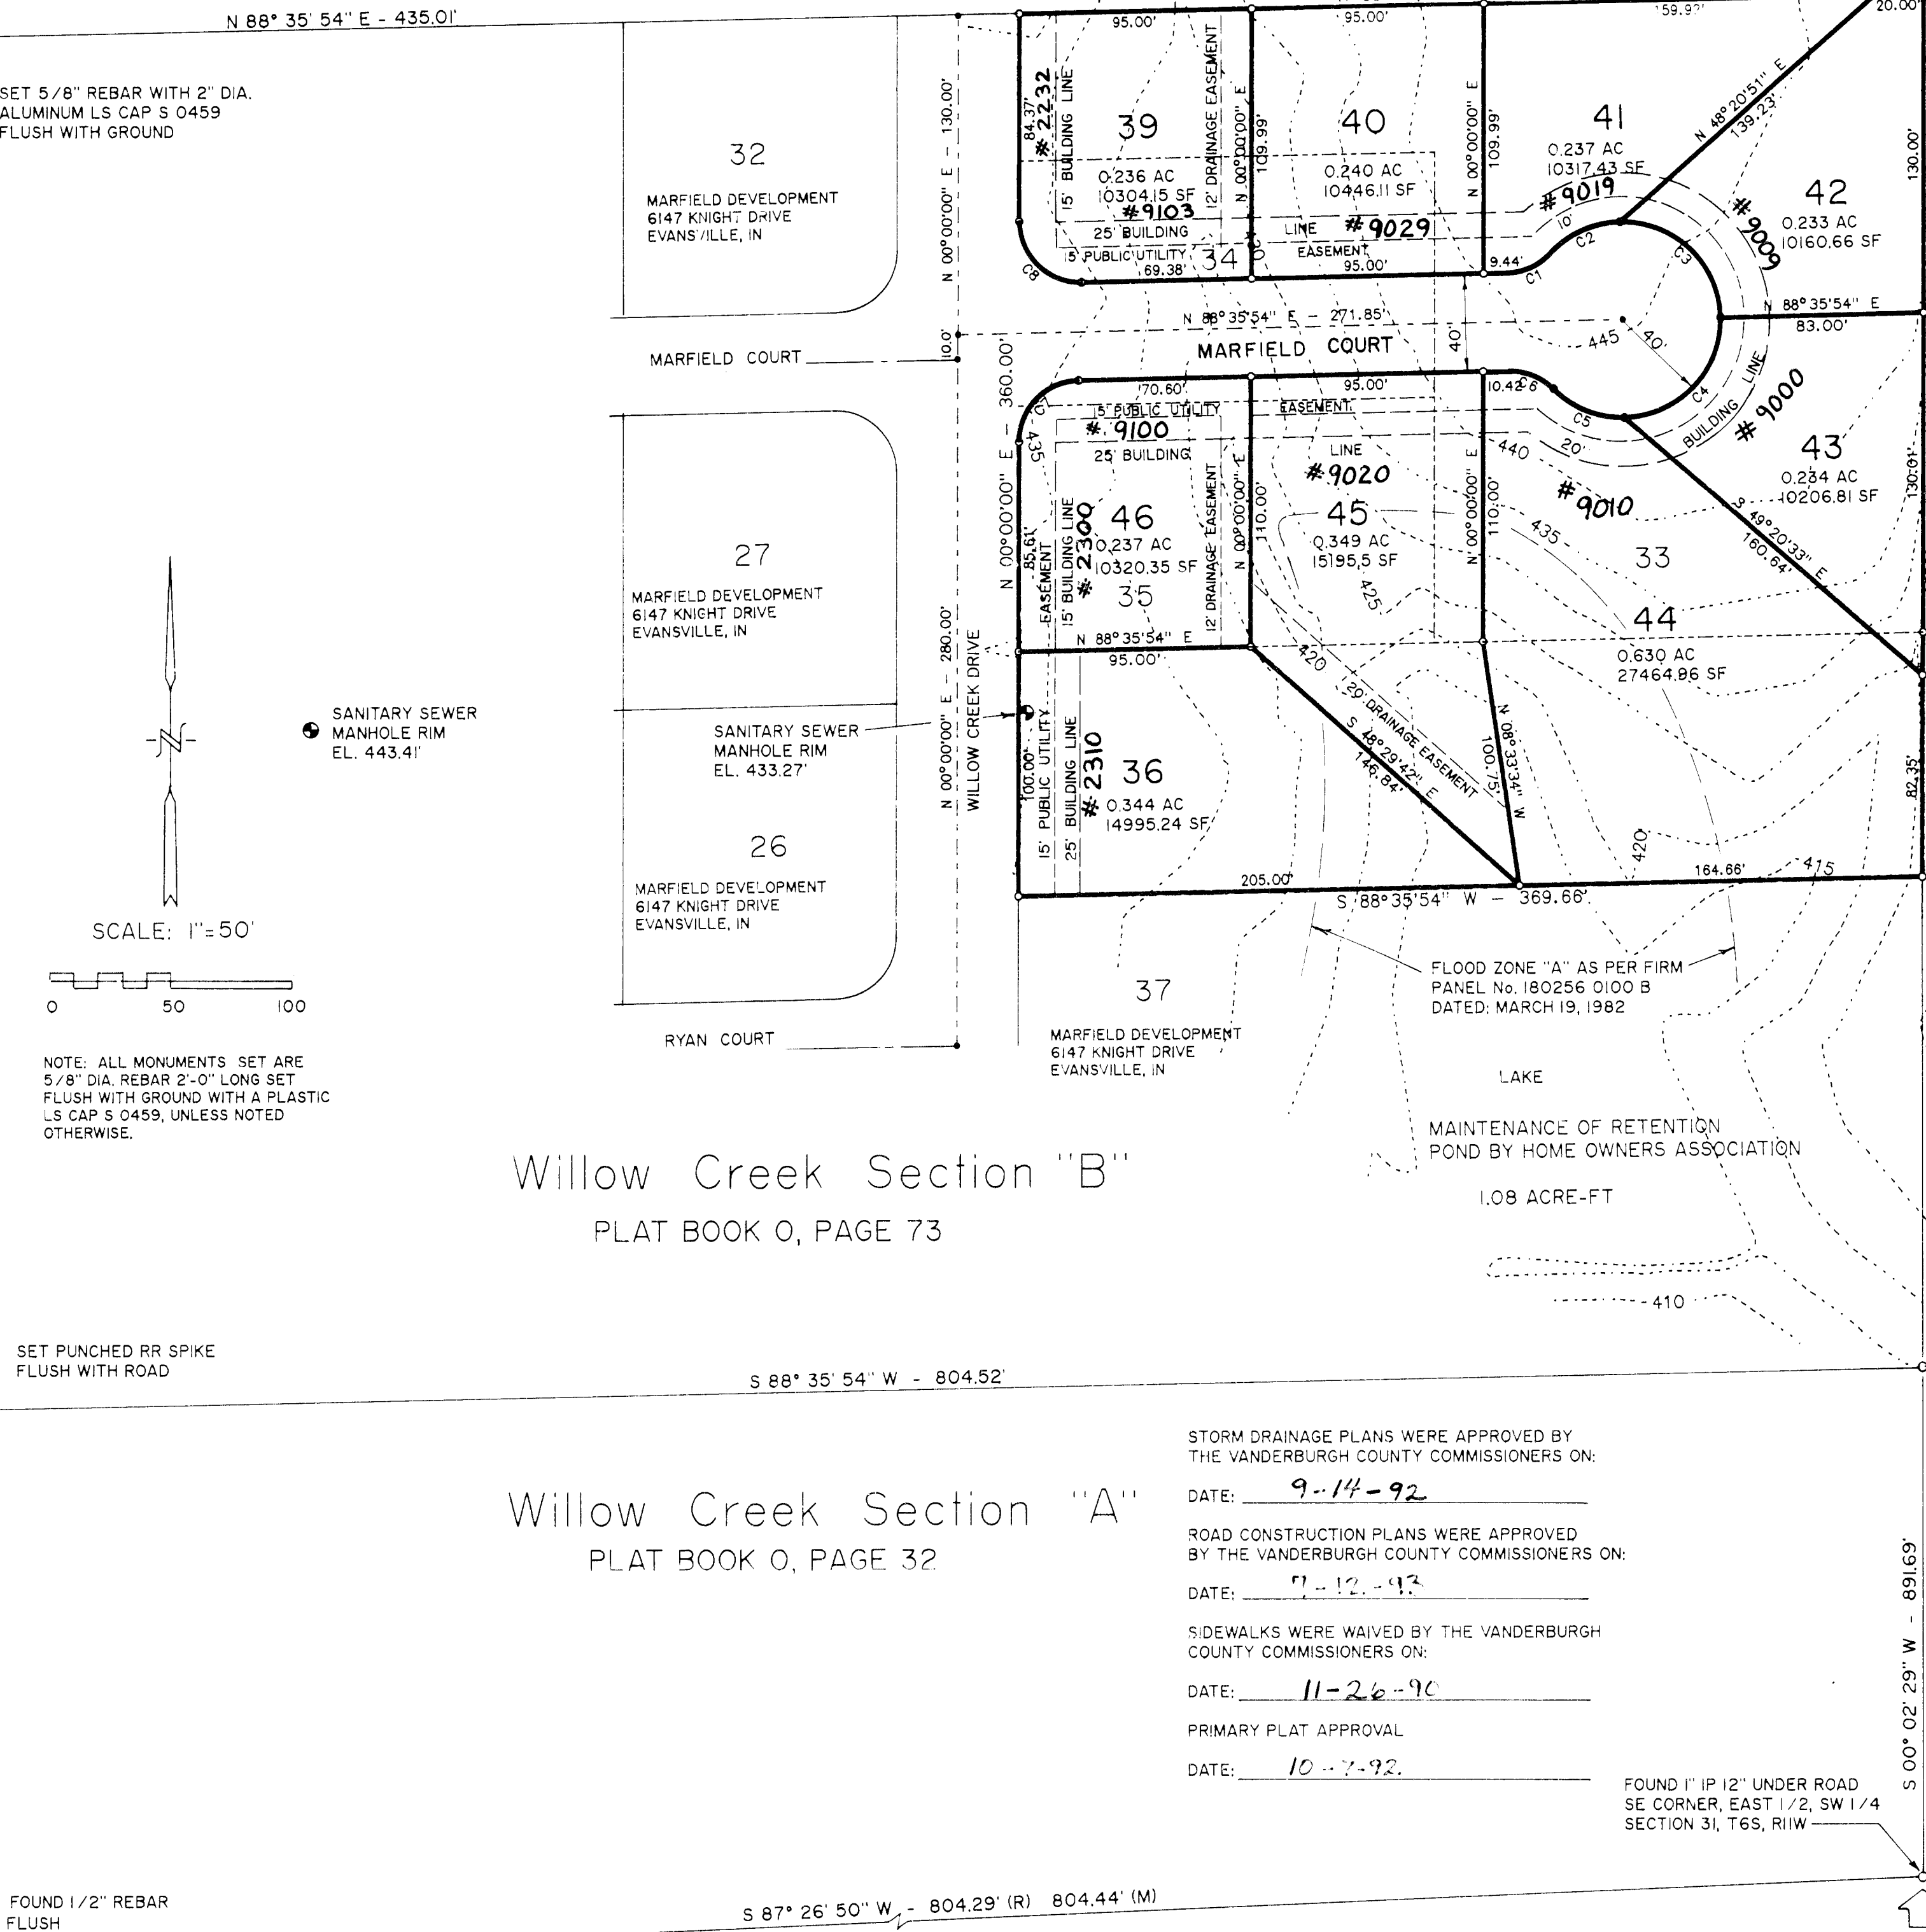 N 88° 35' 54" E - 435.01'
SET 5/8" REBAR WITH 2" DIA.
ALUMINUM LS CAP S 0459
FLUSH WITH GROUND
32
MARFIELD DEVELOPMENT
6147 KNIGHT DRIVE
EVANSVILLE, IN
N 00°00'00" E - 130.00'
10.0'
95.00'
95.00'
159.92'
20.00'
84.37'
#2232
15' BUILDING LINE
39
0.236 AC
10304.15 SF
#9103
25' BUILDING
15' PUBLIC UTILITY
34
69.38'
C8
12' DRAINAGE EASEMENT
N 00°00'00" E
109.99'
40
0.240 AC
10446.11 SF
LINE
#9029
EASEMENT
95.00'
N 00°00'00" E
109.99'
41
0.237 AC
10317.43 SF
#9019
10'
9.44'
C1
C2
C3
N 48°20'51" E
139.23'
130.00'
42
0.233 AC
10160.66 SF
#9009
N 88°35'54" E
83.00'
MARFIELD COURT
N 88°35'54" E - 271.85'
MARFIELD COURT
40'
445
40'
N 00°00'00" E - 360.00'
C7
435
70.60'
15' PUBLIC UTILITY
EASEMENT
95.00'
10.42'
C6
C5
C4
20'
BUILDING LINE
#9000
#9100
25' BUILDING
LINE
#9020
440
#9010
43
0.234 AC
10206.81 SF
130.01'
S 49°20'33" E
160.64'
27
MARFIELD DEVELOPMENT
6147 KNIGHT DRIVE
EVANSVILLE, IN
85.61'
EASEMENT
15' BUILDING LINE
#2300
46
0.237 AC
10320.35 SF
35
12' DRAINAGE EASEMENT
N 00°00'00" E
110.00'
45
0.349 AC
15195.5 SF
425
N 00°00'00" E
110.00'
435
33
44
0.630 AC
27464.96 SF
N 88°35'54" E
95.00'
420
N 00°00'00" E - 280.00'
WILLOW CREEK DRIVE
SANITARY SEWER
MANHOLE RIM
EL. 443.41'
SANITARY SEWER
MANHOLE RIM
EL. 433.27'
100.00'
15' PUBLIC UTILITY
25' BUILDING LINE
#2310
36
0.344 AC
14995.24 SF
20' DRAINAGE EASEMENT
S 48°29'42" E
146.84'
N 08°33'34" W
100.75'
82.35'
420
415
26
MARFIELD DEVELOPMENT
6147 KNIGHT DRIVE
EVANSVILLE, IN
205.00'
164.66'
S 88°35'54" W - 369.66'
SCALE: 1"=50'
0 50 100
FLOOD ZONE "A" AS PER FIRM
PANEL No. 180256 0100 B
DATED: MARCH 19, 1982
37
MARFIELD DEVELOPMENT
6147 KNIGHT DRIVE
EVANSVILLE, IN
RYAN COURT
NOTE: ALL MONUMENTS SET ARE
5/8" DIA. REBAR 2'-0" LONG SET
FLUSH WITH GROUND WITH A PLASTIC
LS CAP S 0459, UNLESS NOTED
OTHERWISE.
LAKE
MAINTENANCE OF RETENTION
POND BY HOME OWNERS ASSOCIATION
1.08 ACRE-FT
410
Willow Creek Section "B"
PLAT BOOK O, PAGE 73
SET PUNCHED RR SPIKE
FLUSH WITH ROAD
S 88° 35' 54" W - 804.52'
Willow Creek Section "A"
PLAT BOOK O, PAGE 32
STORM DRAINAGE PLANS WERE APPROVED BY
THE VANDERBURGH COUNTY COMMISSIONERS ON:
DATE: 9-14-92
ROAD CONSTRUCTION PLANS WERE APPROVED
BY THE VANDERBURGH COUNTY COMMISSIONERS ON:
DATE: 7-12-93
SIDEWALKS WERE WAIVED BY THE VANDERBURGH
COUNTY COMMISSIONERS ON:
DATE: 11-26-90
PRIMARY PLAT APPROVAL
DATE: 10-7-92
S 00° 02' 29" W - 891.69'
FOUND 1" IP 12" UNDER ROAD
SE CORNER, EAST 1/2, SW 1/4
SECTION 31, T6S, R11W
FOUND 1/2" REBAR
FLUSH
S 87° 26' 50" W - 804.29' (R) 804.44' (M)